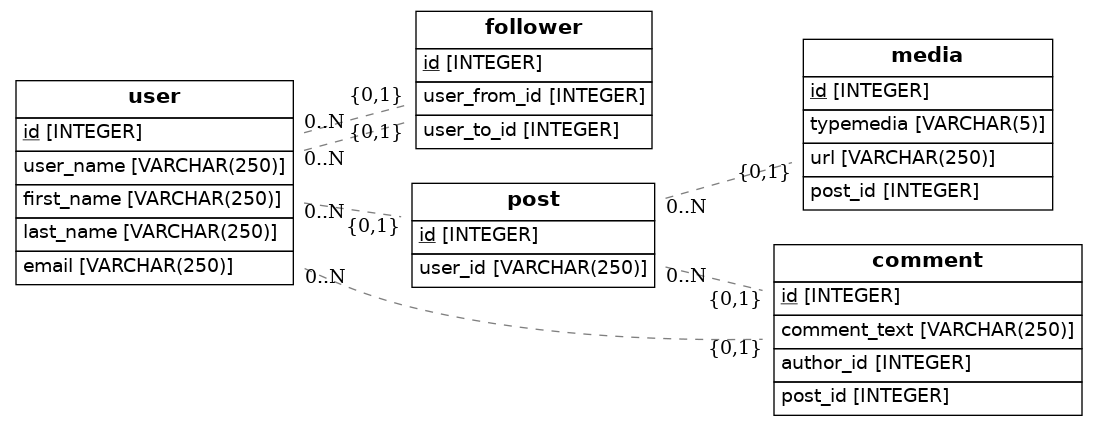 user
id [INTEGER]
user_name [VARCHAR(250)]
first_name [VARCHAR(250)]
last_name [VARCHAR(250)]
email [VARCHAR(250)]
follower
id [INTEGER]
user_from_id [INTEGER]
user_to_id [INTEGER]
post
id [INTEGER]
user_id [VARCHAR(250)]
media
id [INTEGER]
typemedia [VARCHAR(5)]
url [VARCHAR(250)]
post_id [INTEGER]
comment
id [INTEGER]
comment_text [VARCHAR(250)]
author_id [INTEGER]
post_id [INTEGER]
{0,1}
0..N
{0,1}
0..N
0..N
{0,1}
0..N
{0,1}
{0,1}
0..N
0..N
{0,1}